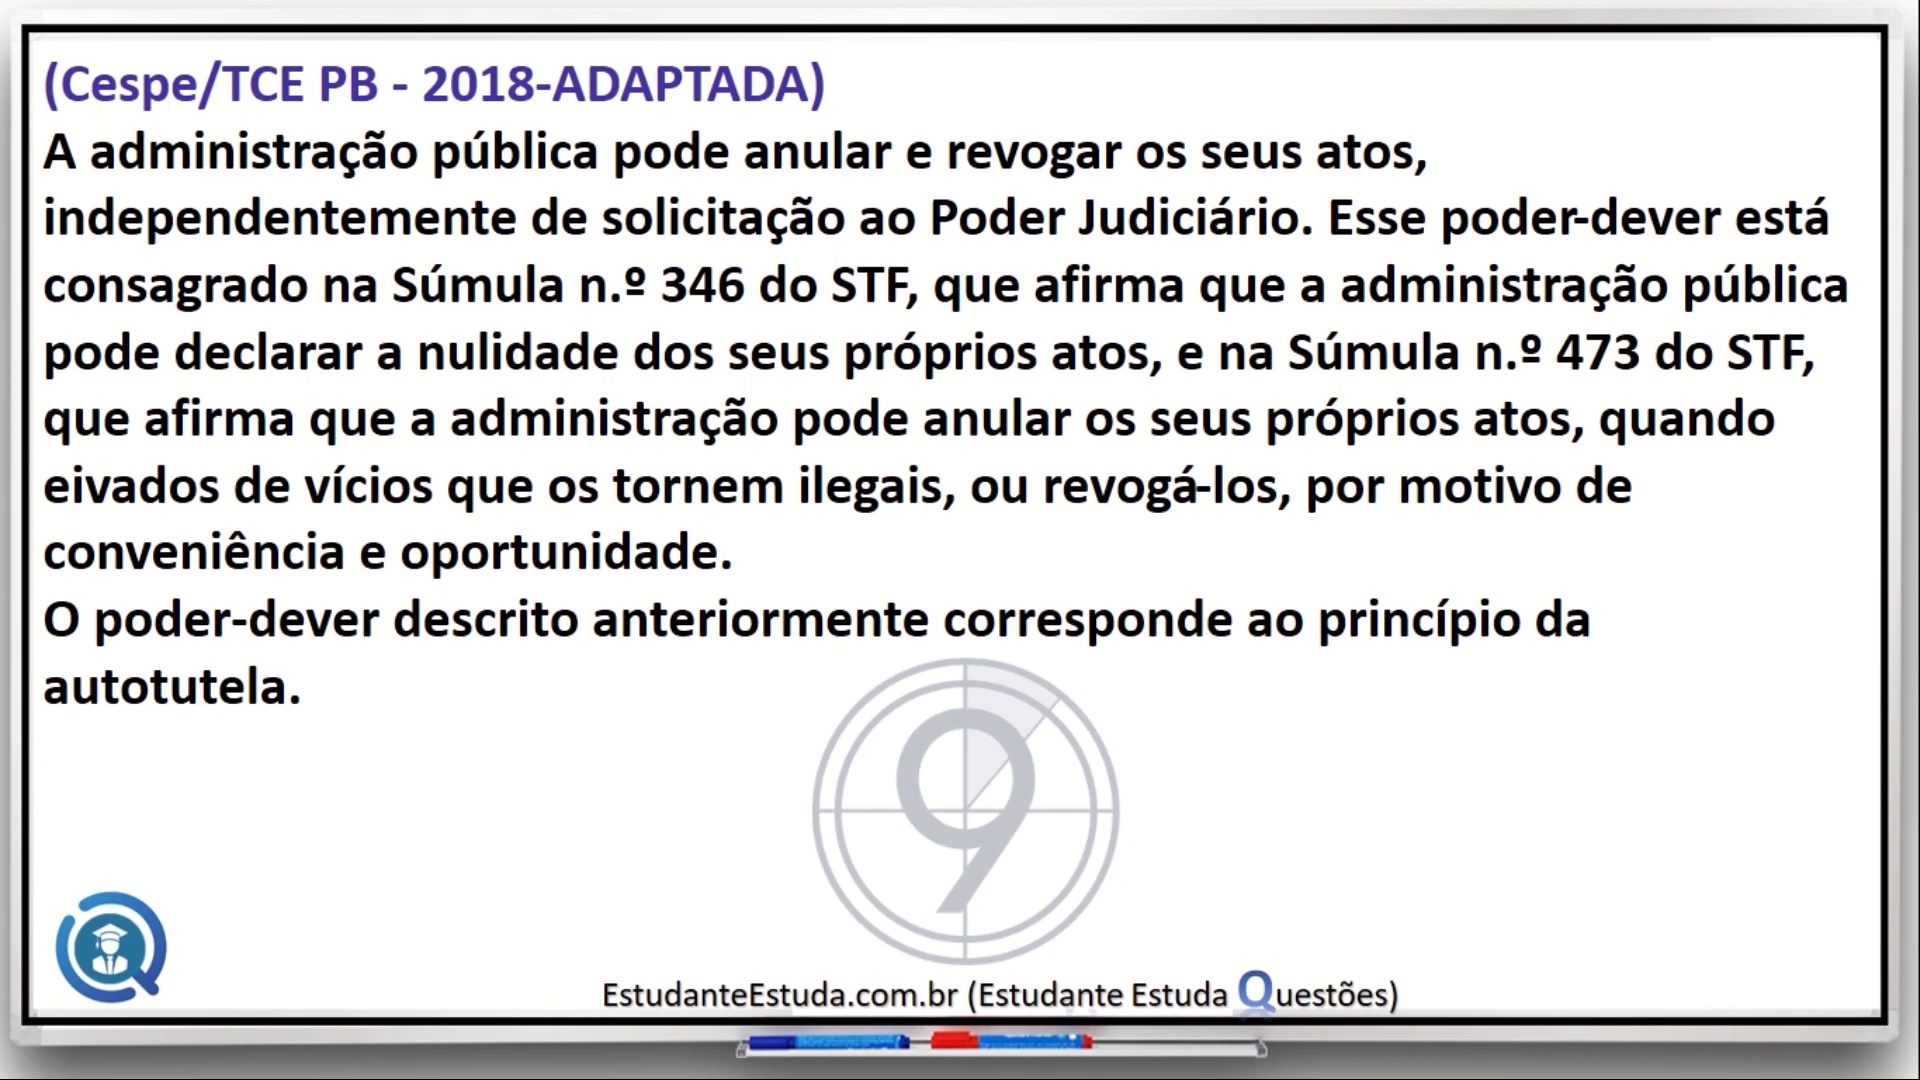 (Cespe/TCE PB - 2018-ADAPTADA)
A administração pública pode anular e revogar os seus atos,
independentemente de solicitação ao Poder Judiciário. Esse poder-dever está
consagrado na Súmula n.º 346 do STF, que afirma que a administração pública
pode declarar a nulidade dos seus próprios atos, e na Súmula n.º 473 do STF,
que afirma que a administração pode anular os seus próprios atos, quando
eivados de vícios que os tornem ilegais, ou revogá-los, por motivo de
conveniência e oportunidade.
O poder-dever descrito anteriormente corresponde ao princípio da
autotutela.
9
EstudanteEstuda.com.br (Estudante Estuda Questões)